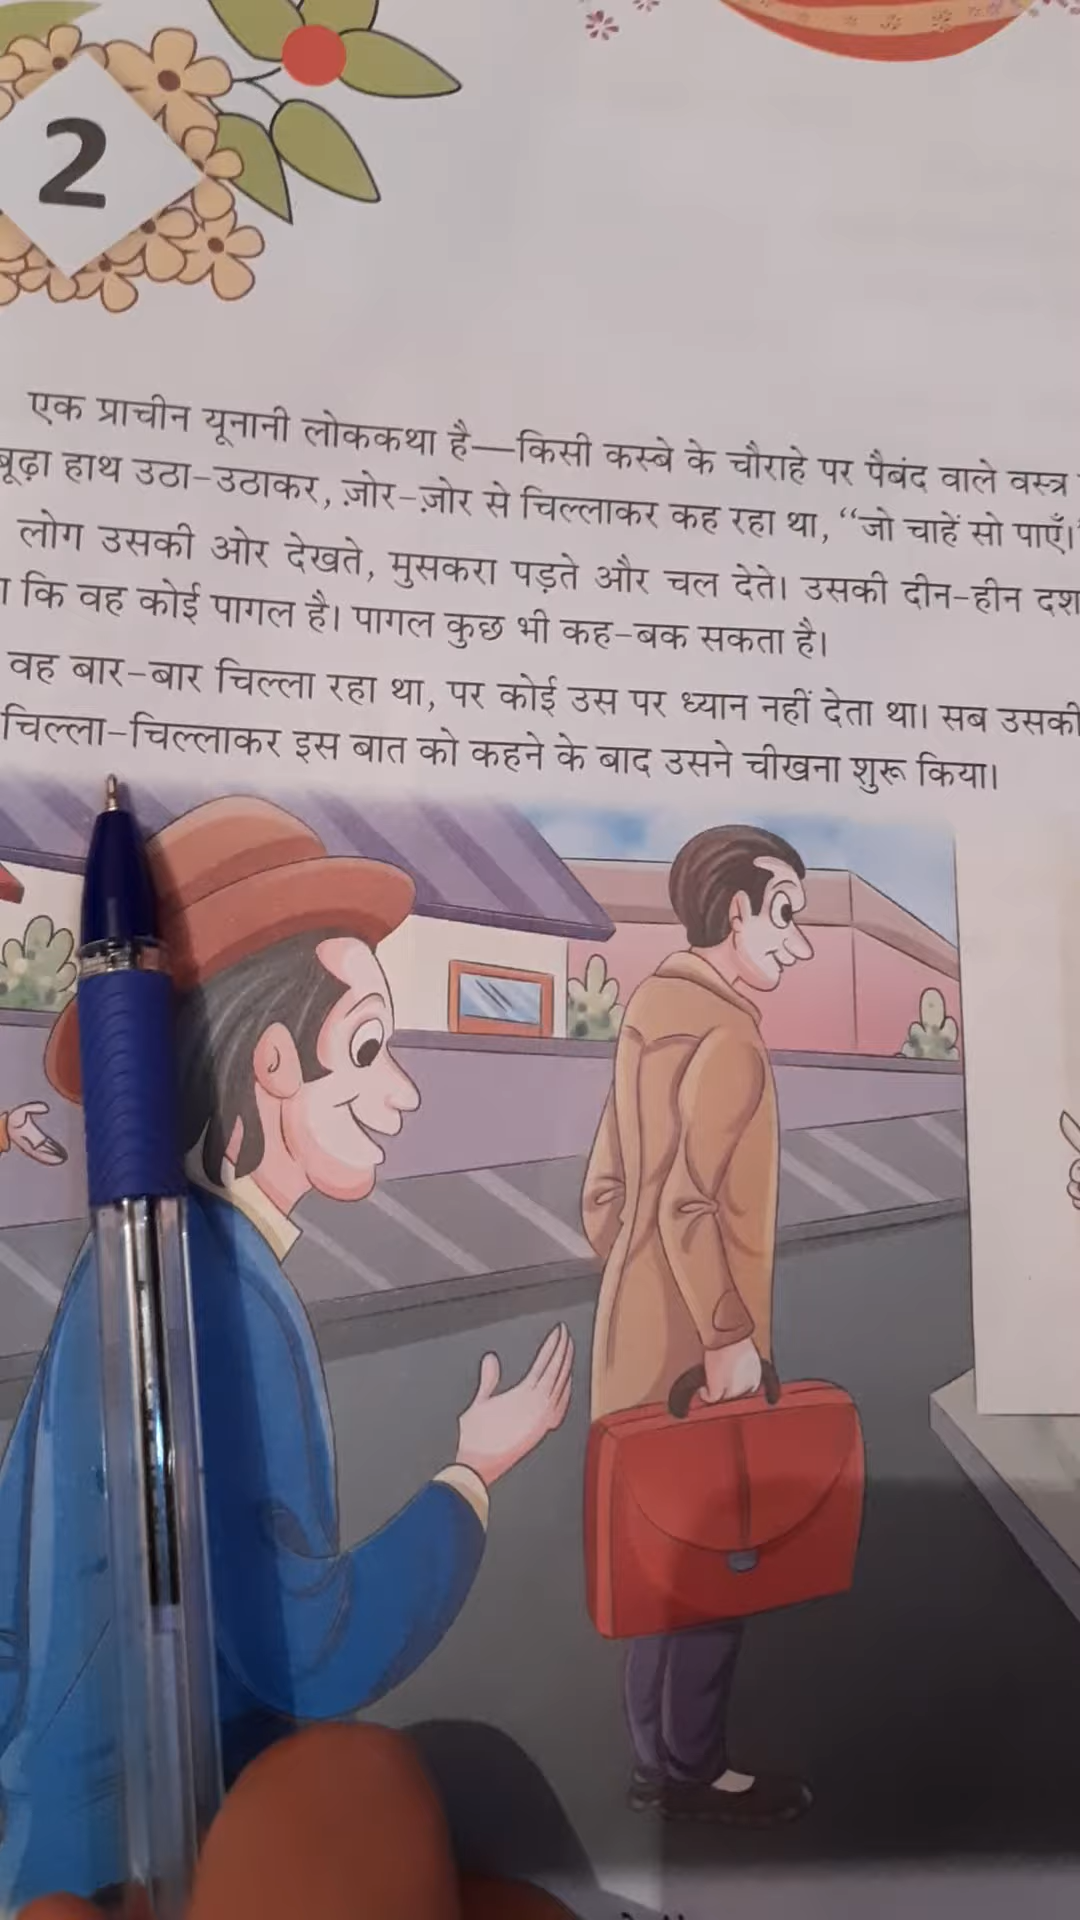 2
एक प्राचीन यूनानी लोककथा है—किसी कस्बे के चौराहे पर पैबंद वाले वस्त्र
बूढ़ा हाथ उठा-उठाकर, ज़ोर-ज़ोर से चिल्लाकर कह रहा था, “जो चाहें सो पाएँ।”
लोग उसकी ओर देखते, मुसकरा पड़ते और चल देते। उसकी दीन-हीन
कि वह कोई पागल है। पागल कुछ भी कह-बक सकता है।
वह बार-बार चिल्ला रहा था, पर कोई उस पर ध्यान नहीं देता था। सब उसकी
चिल्ला-चिल्लाकर इस बात को कहने के बाद उसने चीखना शुरू किया।